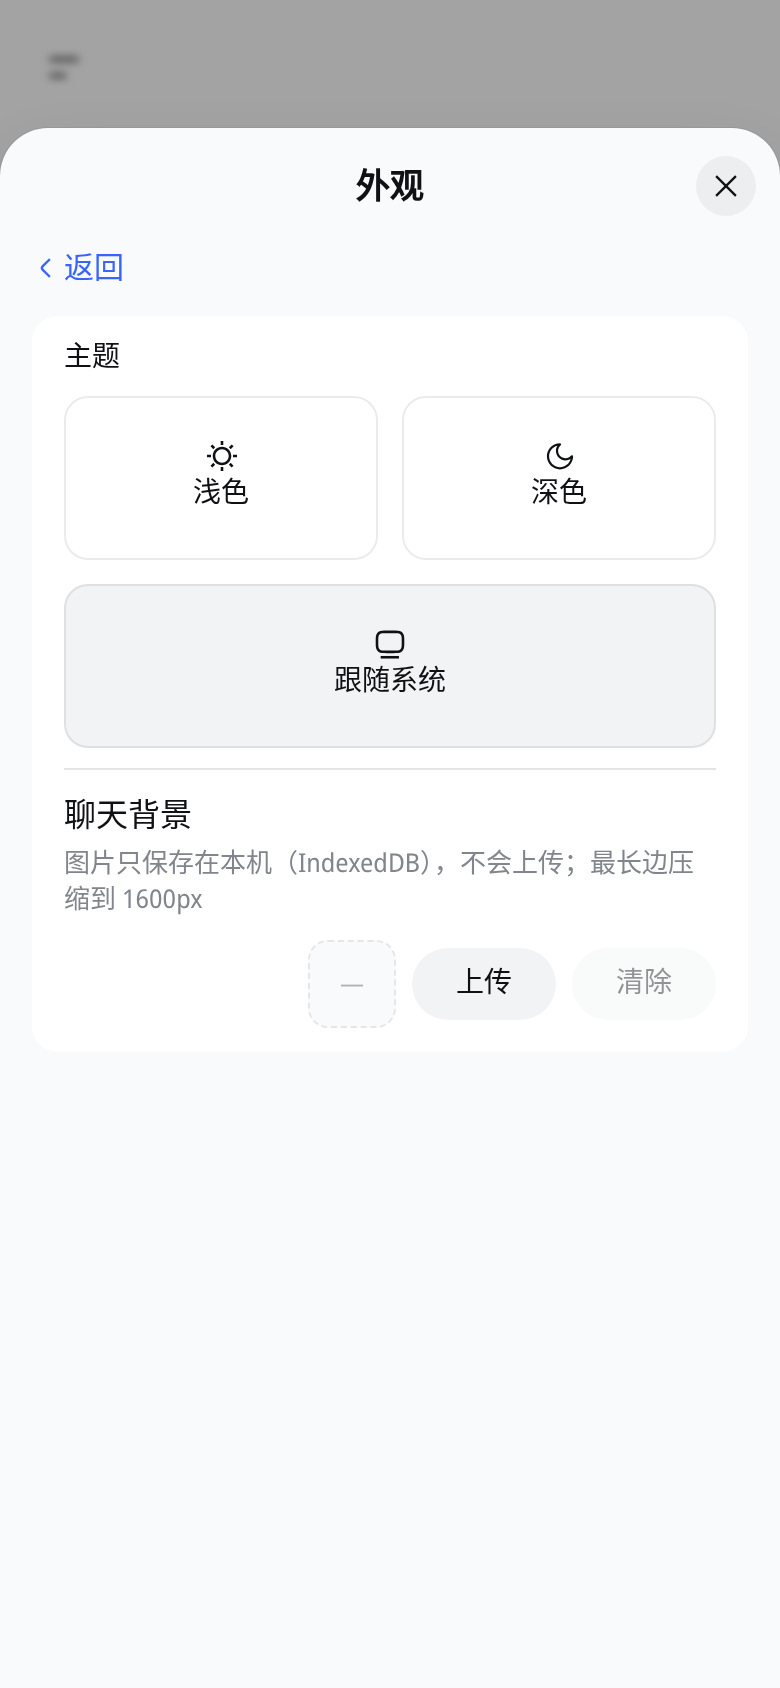 外观
返回
主题
浅色
深色
跟随系统
聊天背景
图片只保存在本机（IndexedDB），不会上传；最长边压
缩到 1600px
—
上传
清除